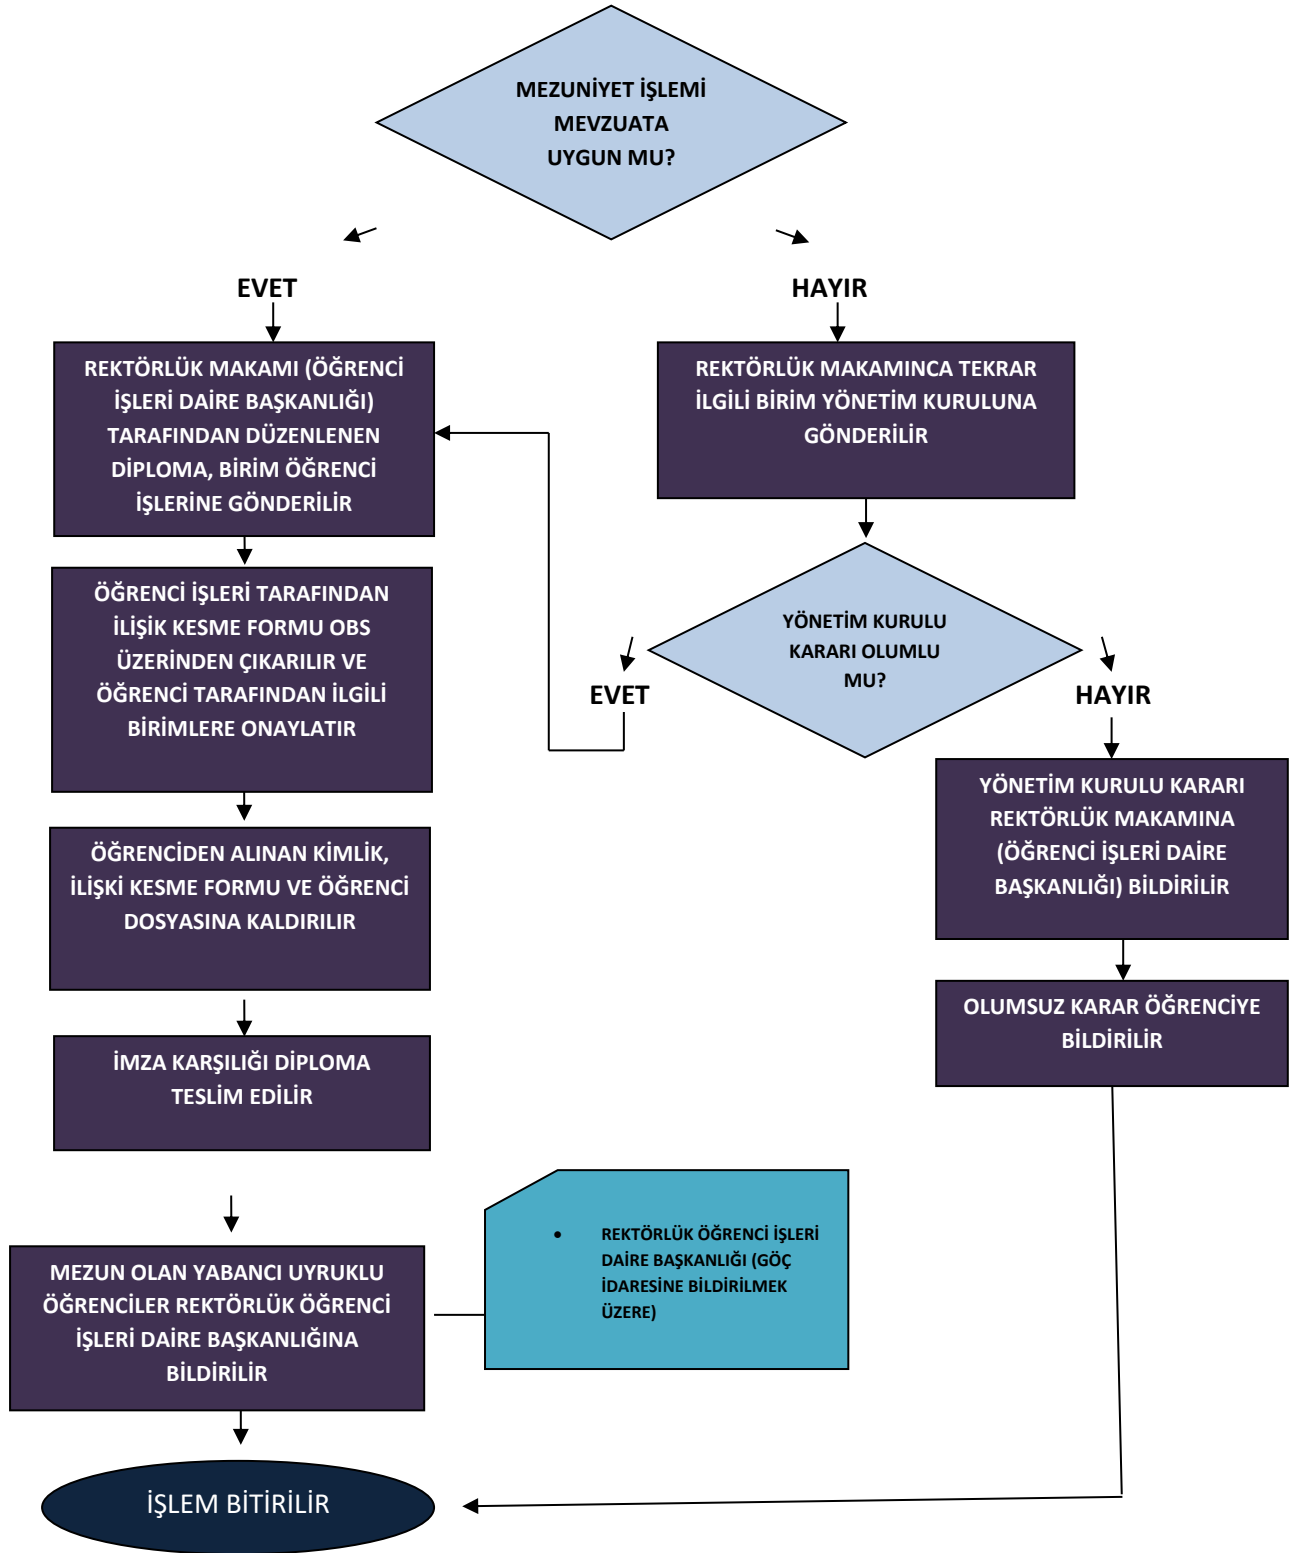 MEZUNİYET İŞLEMİ
MEVZUATA
UYGUN MU?
EVET
HAYIR
REKTÖRLÜK MAKAMI (ÖĞRENCİ
İŞLERİ DAİRE BAŞKANLIĞI)
TARAFINDAN DÜZENLENEN
DİPLOMA, BİRİM ÖĞRENCİ
İŞLERİNE GÖNDERİLİR
REKTÖRLÜK MAKAMINCA TEKRAR
İLGİLİ BİRİM YÖNETİM KURULUNA
GÖNDERİLİR
ÖĞRENCİ İŞLERİ TARAFINDAN
İLİŞİK KESME FORMU OBS
ÜZERİNDEN ÇIKARILIR VE
ÖĞRENCİ TARAFINDAN İLGİLİ
BİRİMLERE ONAYLATIR
YÖNETİM KURULU
KARARI OLUMLU
MU?
EVET
HAYIR
YÖNETİM KURULU KARARI
REKTÖRLÜK MAKAMINA
(ÖĞRENCİ İŞLERİ DAİRE
BAŞKANLIĞI) BİLDİRİLİR
ÖĞRENCİDEN ALINAN KİMLİK,
İLİŞKİ KESME FORMU VE ÖĞRENCİ
DOSYASINA KALDIRILIR
OLUMSUZ KARAR ÖĞRENCİYE
BİLDİRİLİR
İMZA KARŞILIĞI DİPLOMA
TESLİM EDİLİR
• REKTÖRLÜK ÖĞRENCİ İŞLERİ
DAİRE BAŞKANLIĞI (GÖÇ
İDARESİNE BİLDİRİLMEK
ÜZERE)
MEZUN OLAN YABANCI UYRUKLU
ÖĞRENCİLER REKTÖRLÜK ÖĞRENCİ
İŞLERİ DAİRE BAŞKANLIĞINA
BİLDİRİLİR
İŞLEM BİTİRİLİR